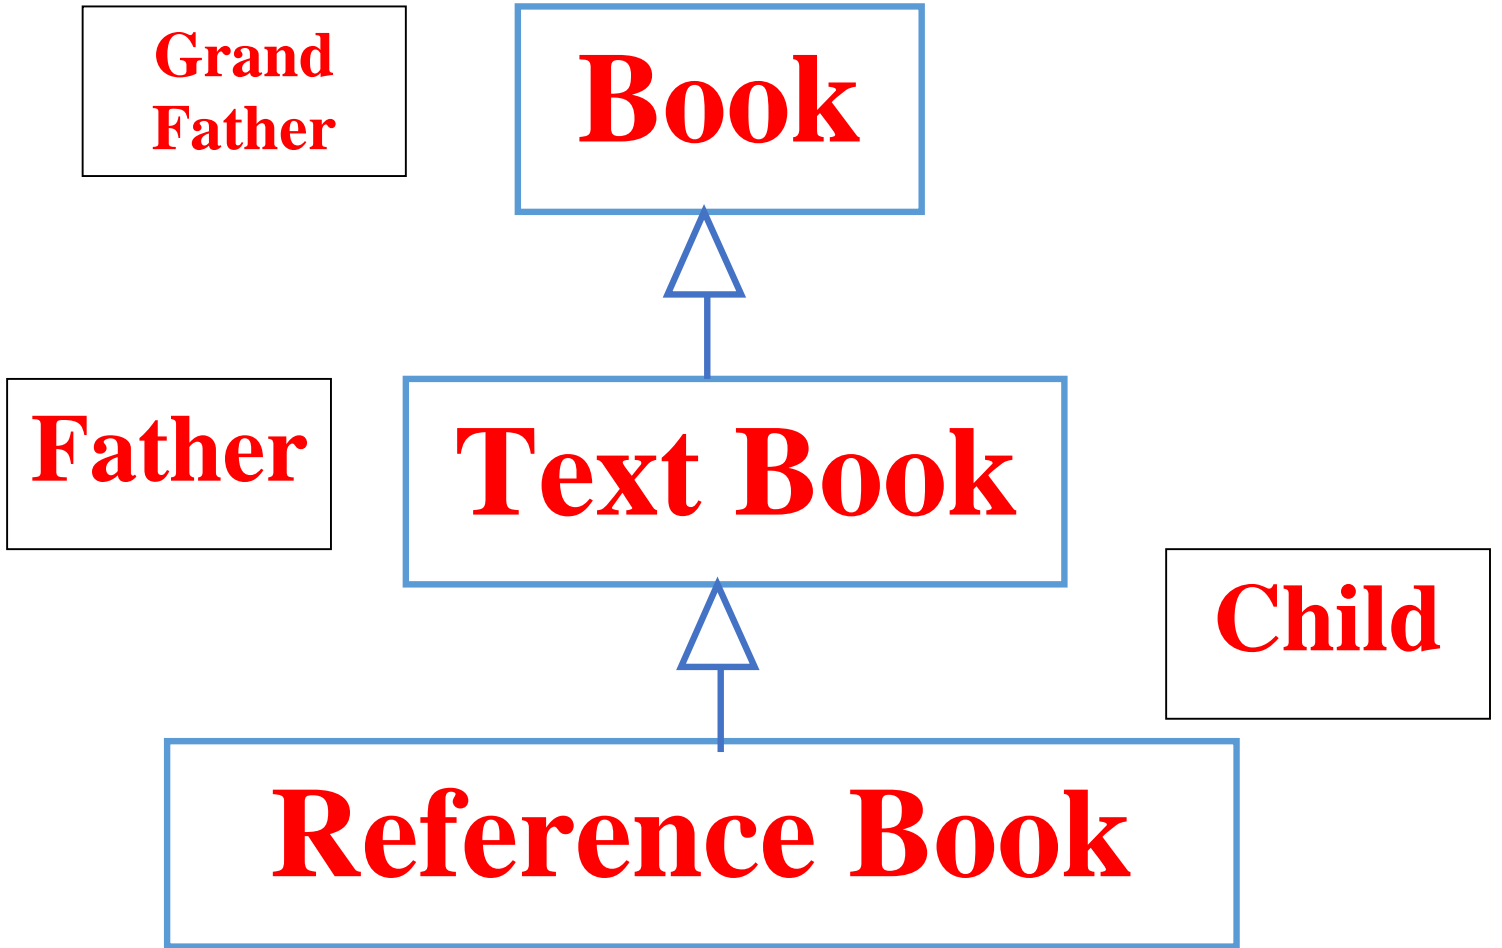 Grand
Father
Book
Father
Text Book
Child
Reference Book